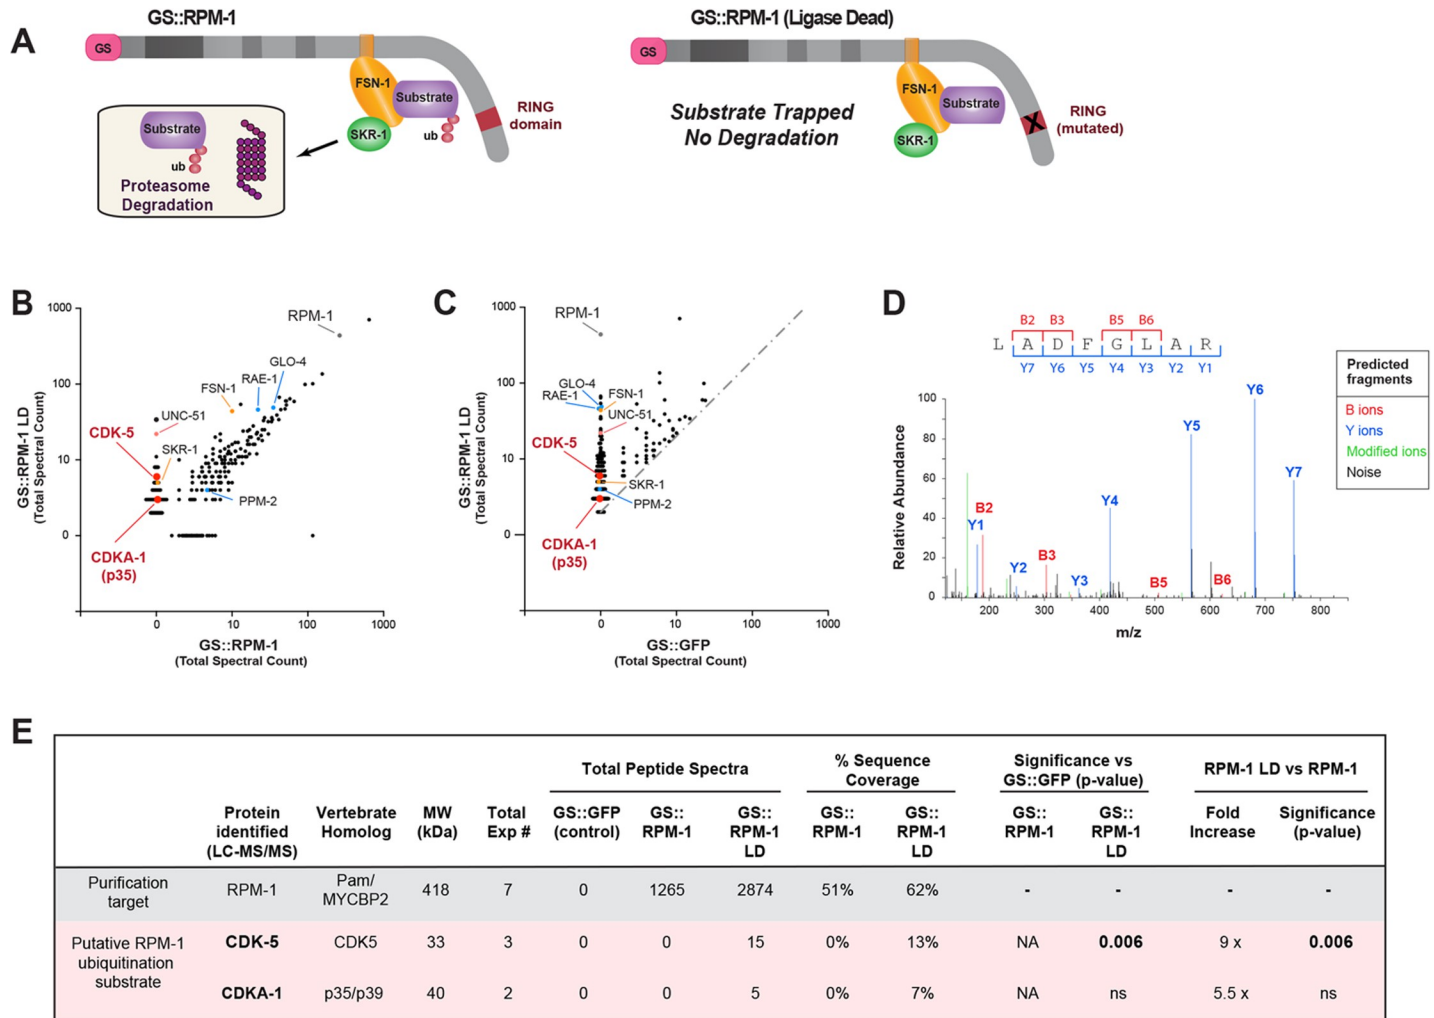 A
GS::RPM-1
GS
FSN-1
Substrate
SKR-1
ub
RING
domain
Substrate
ub
Proteasome
Degradation
GS::RPM-1 (Ligase Dead)
GS
FSN-1
Substrate
SKR-1
Substrate Trapped
No Degradation
X
RING
(mutated)
B
GS::RPM-1 LD
(Total Spectral Count)
1000
100
10
0
RPM-1
GLO-4
RAE-1
FSN-1
UNC-51
CDK-5
SKR-1
PPM-2
CDKA-1
(p35)
0 10 100 1000
GS::RPM-1
(Total Spectral Count)
C
GS::RPM-1 LD
(Total Spectral Count)
1000
100
10
0
RPM-1
GLO-4
RAE-1
FSN-1
UNC-51
CDK-5
SKR-1
PPM-2
CDKA-1
(p35)
0 10 100 1000
GS::GFP
(Total Spectral Count)
D
B2 B3 B5 B6
L A D F G L A R
Y7 Y6 Y5 Y4 Y3 Y2 Y1
Relative Abundance
100
80
60
40
20
0
Y1
B2
Y2
B3
Y3
Y4
B5
Y5
B6
Y6
Y7
200 300 400 500 600 700 800
m/z
Predicted
fragments
B ions
Y ions
Modified ions
Noise
E
Total Peptide Spectra
% Sequence
Coverage
Significance vs
GS::GFP (p-value)
RPM-1 LD vs RPM-1
Protein
identified
(LC-MS/MS)
Vertebrate
Homolog
MW
(kDa)
Total
Exp #
GS::GFP
(control)
GS::
RPM-1
GS::
RPM-1
LD
GS::
RPM-1
GS::
RPM-1
LD
GS::
RPM-1
GS::
RPM-1
LD
Fold
Increase
Significance
(p-value)
Purification
target
RPM-1
Pam/
MYCBP2
418 7 0 1265 2874 51% 62% - - - -
Putative RPM-1
ubiquitination
substrate
CDK-5 CDK5 33 3 0 0 15 0% 13% NA 0.006 9 x 0.006
CDKA-1 p35/p39 40 2 0 0 5 0% 7% NA ns 5.5 x ns